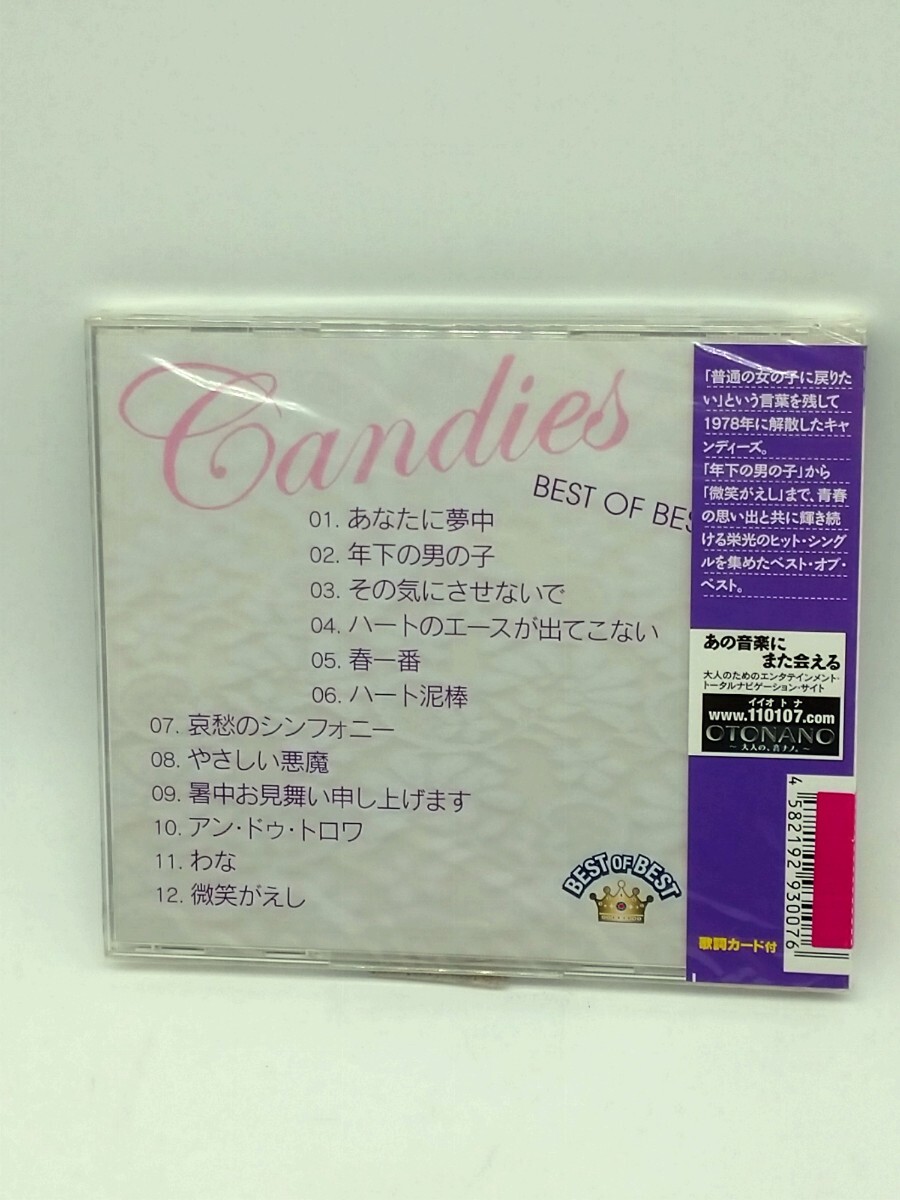 Candies
BEST OF BES
01. あなたに夢中
02. 年下の男の子
03. その気にさせないで
04. ハートのエースが出てこない
05. 春一番
06. ハート泥棒
07. 哀愁のシンフォニー
08. やさしい悪魔
09. 暑中お見舞い申し上げます
10. アン・ドゥ・トロワ
11. わな
12. 微笑がえし
BEST OF BEST
「普通の女の子に戻りた
い」という言葉を残して
1978年に解散したキャ
ンディーズ。
「年下の男の子」から
「微笑がえし」まで、青春
の思い出と共に輝き続
ける栄光のヒット・シング
ルを集めたベスト・オブ・
ベスト。
あの音楽に
また会える
大人のためのエンタテインメント・
トータルナビゲーション・サイト
イイオトナ
www.110107.com
OTONANO
～大人の、音ナノ。～
4 582192 930076
歌詞カード付